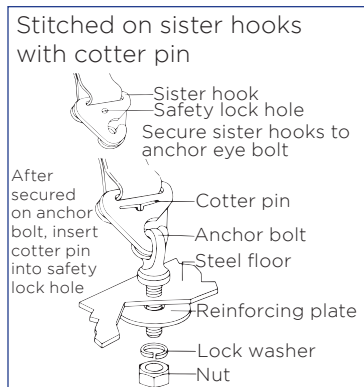 Stitched on sister hooks
with cotter pin
Sister hook
Safety lock hole
Secure sister hooks to
anchor eye bolt
After
secured
on anchor
bolt, insert
cotter pin
into safety
lock hole
Cotter pin
Anchor bolt
Steel floor
Reinforcing plate
Lock washer
Nut